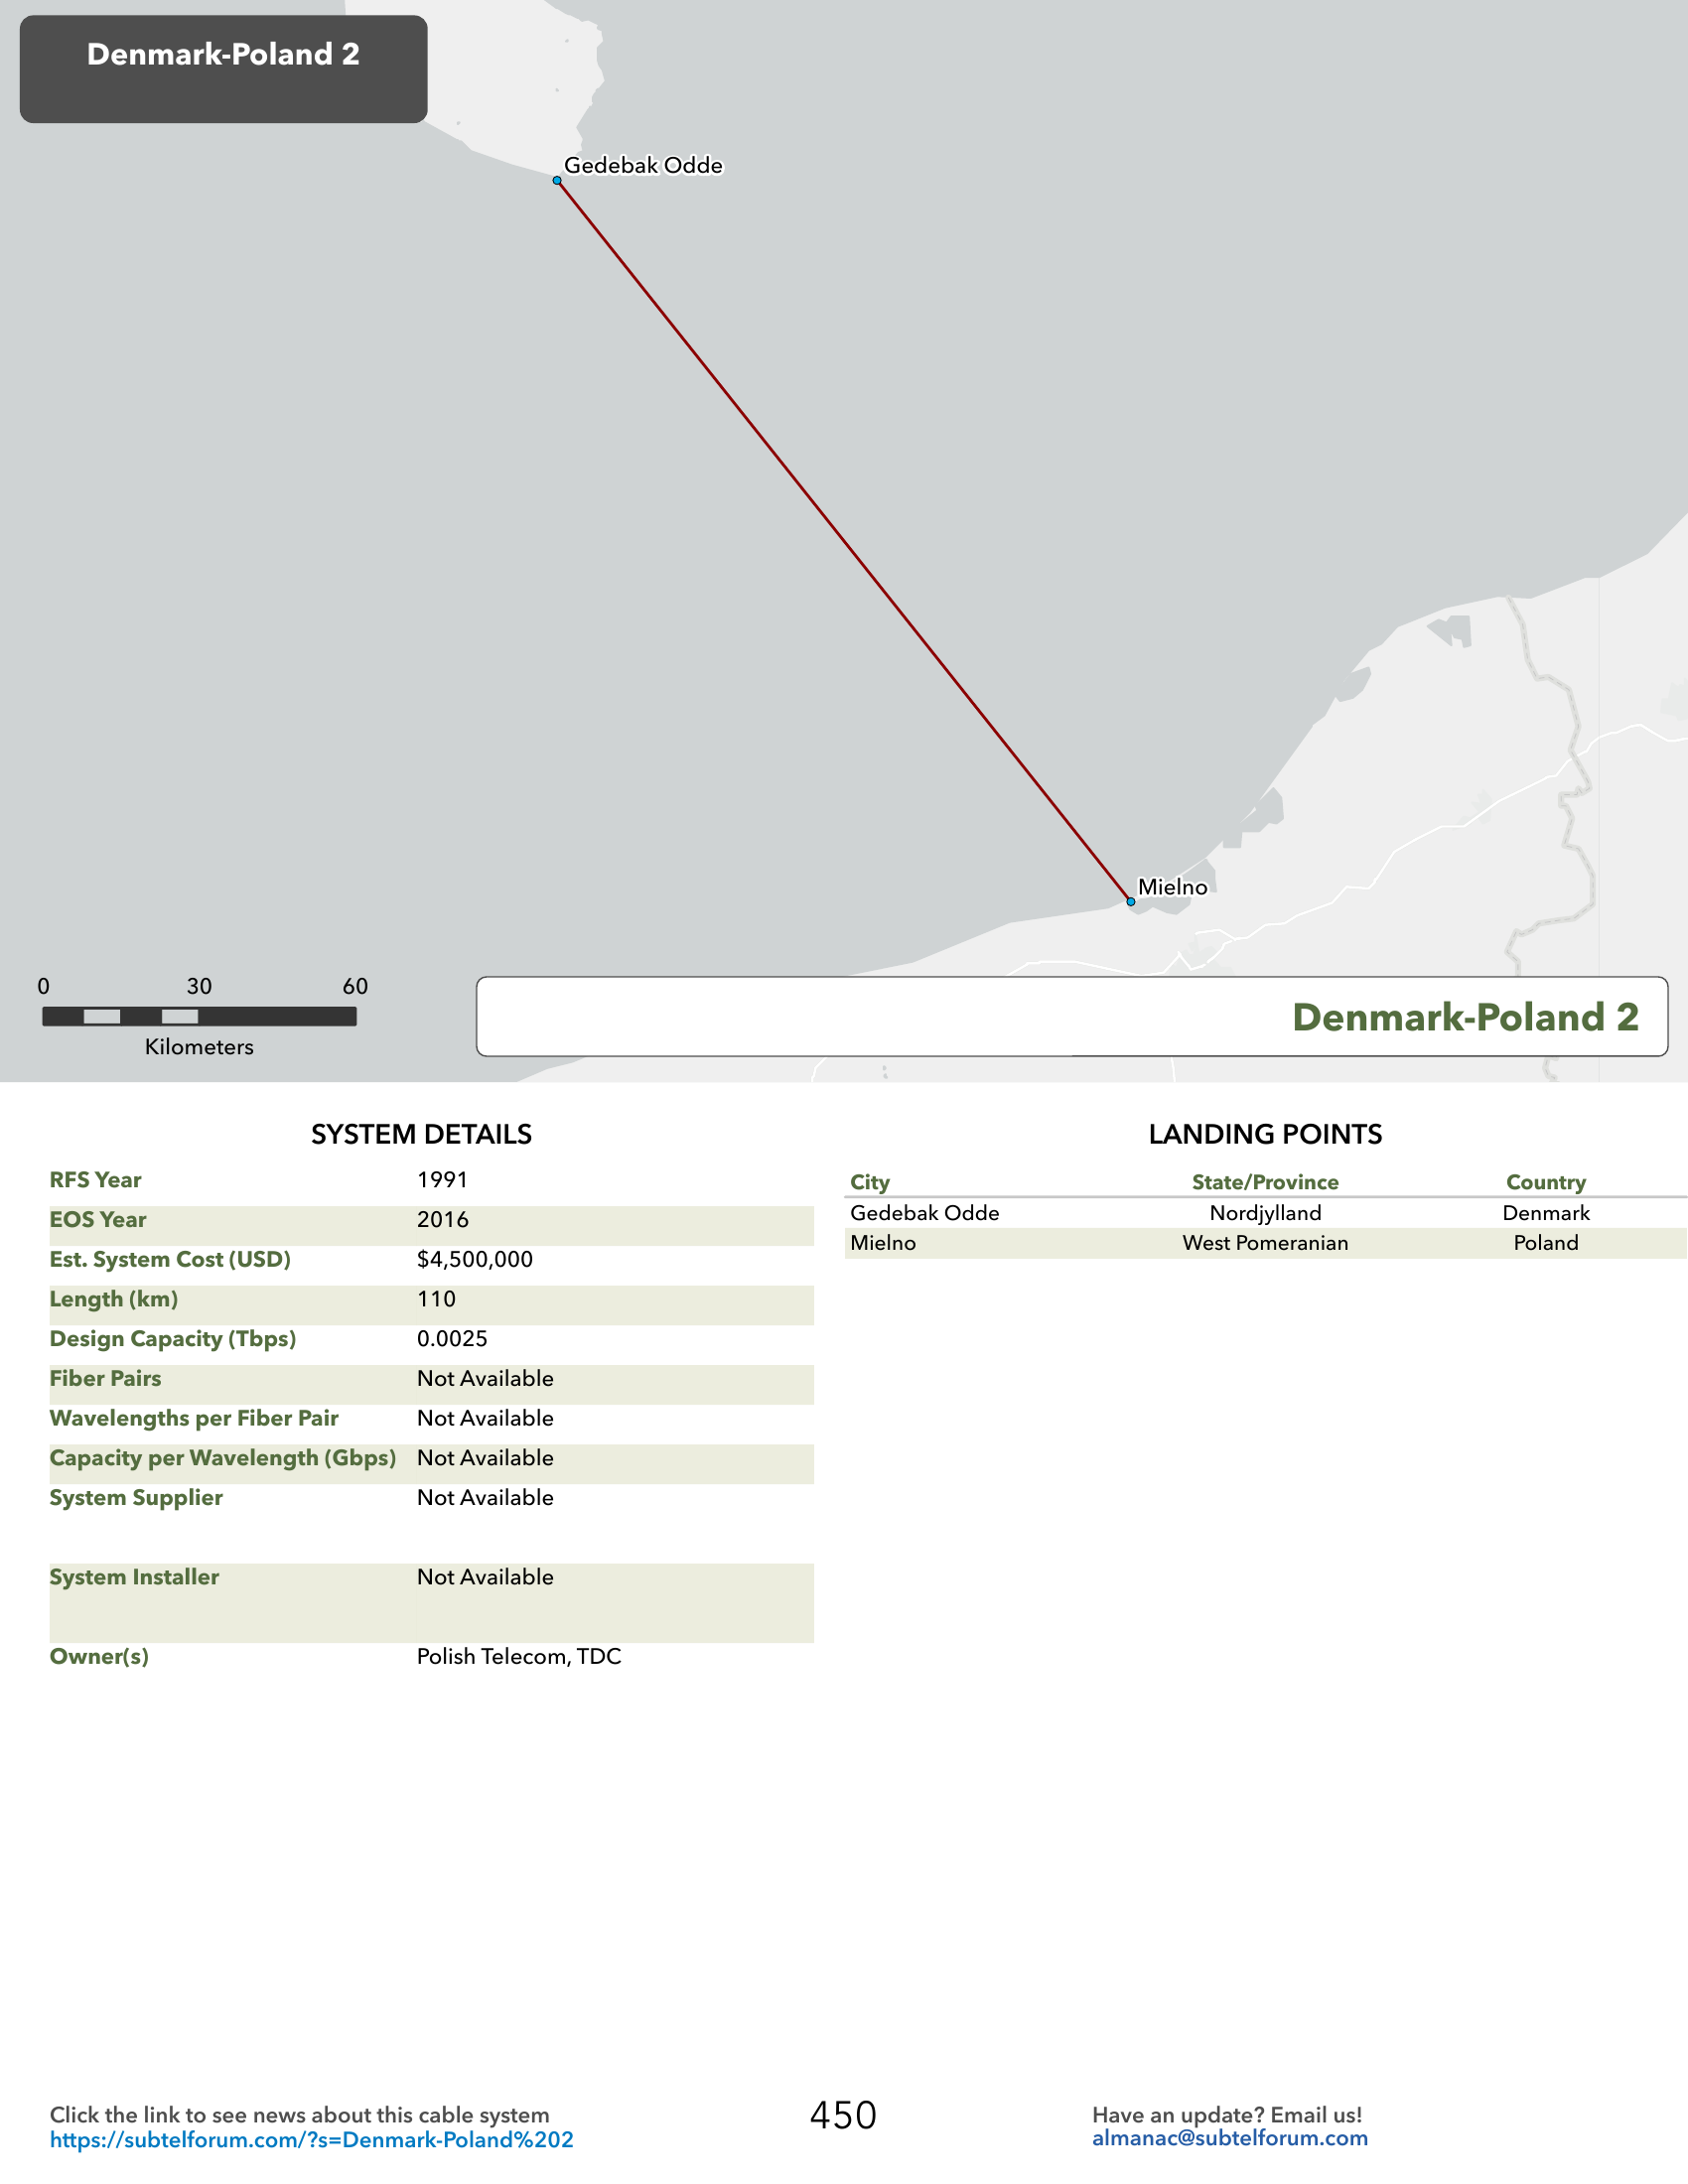 Denmark-Poland 2
Gedebak Odde
Mielno
0 30 60
Kilometers
Denmark-Poland 2
SYSTEM DETAILS
RFS Year 1991
EOS Year 2016
Est. System Cost (USD) $4,500,000
Length (km) 110
Design Capacity (Tbps) 0.0025
Fiber Pairs Not Available
Wavelengths per Fiber Pair Not Available
Capacity per Wavelength (Gbps) Not Available
System Supplier Not Available
System Installer Not Available
Owner(s) Polish Telecom, TDC
LANDING POINTS
City State/Province Country
Gedebak Odde Nordjylland Denmark
Mielno West Pomeranian Poland
Click the link to see news about this cable system
https://subtelforum.com/?s=Denmark-Poland%202
450
Have an update? Email us!
almanac@subtelforum.com